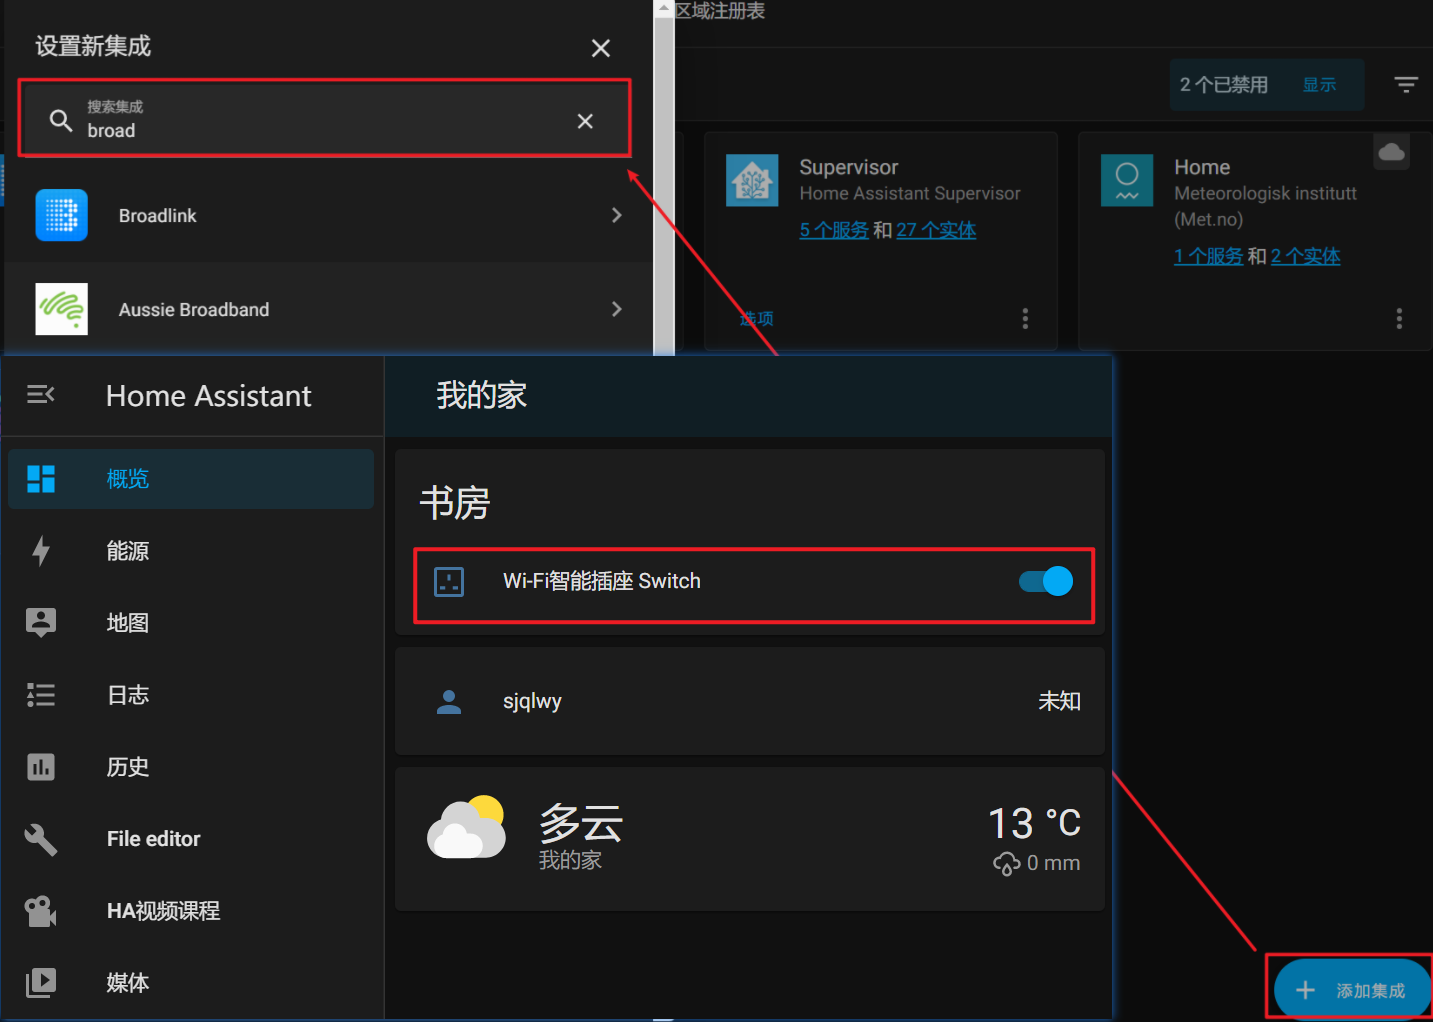 设置新集成
搜索集成
broad
Broadlink
Aussie Broadband
区域注册表
2 个已禁用
显示
Supervisor
Home Assistant Supervisor
5 个服务 和 27 个实体
选项
Home
Meteorologisk institutt
(Met.no)
1 个服务 和 2 个实体
Home Assistant
概览
能源
地图
日志
历史
File editor
HA视频课程
媒体
我的家
书房
Wi-Fi智能插座 Switch
sjqlwy
未知
多云
我的家
13 °C
0 mm
添加集成